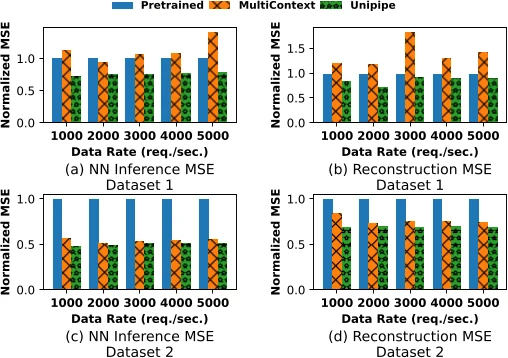 Pretrained MultiContext Unipipe
Normalized MSE
1.0
0.5
0.0
1000 2000 3000 4000 5000
Data Rate (req./sec.)
(a) NN Inference MSE
Dataset 1
Normalized MSE
1.5
1.0
0.5
0.0
1000 2000 3000 4000 5000
Data Rate (req./sec.)
(b) Reconstruction MSE
Dataset 1
Normalized MSE
1.0
0.5
0.0
1000 2000 3000 4000 5000
Data Rate (req./sec.)
(c) NN Inference MSE
Dataset 2
Normalized MSE
1.0
0.5
0.0
1000 2000 3000 4000 5000
Data Rate (req./sec.)
(d) Reconstruction MSE
Dataset 2